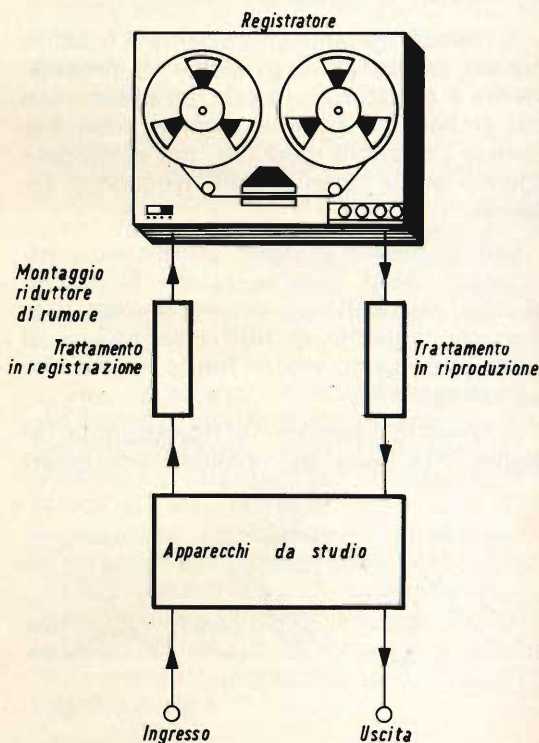 Registratore
Montaggio
riduttore
di rumore
Trattamento
in registrazione
Trattamento
in riproduzione
Apparecchi da studio
Ingresso
Uscita